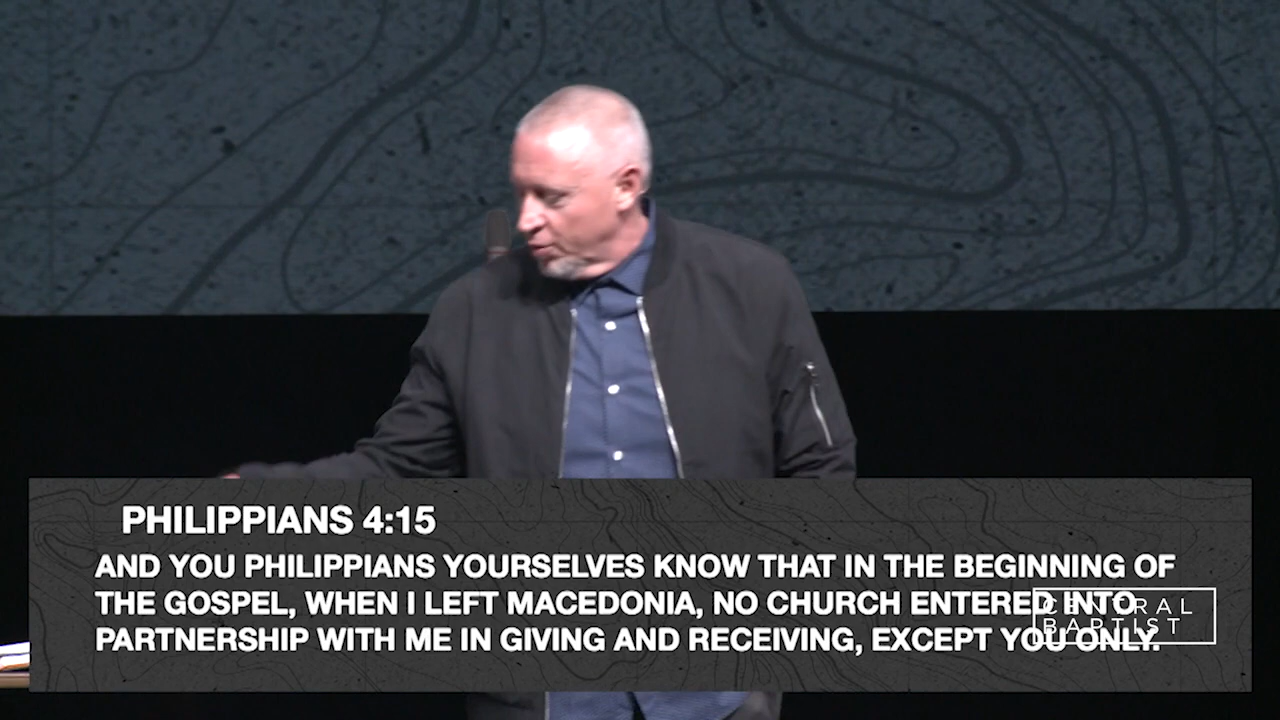 PHILIPPIANS 4:15
AND YOU PHILIPPIANS YOURSELVES KNOW THAT IN THE BEGINNING OF
THE GOSPEL, WHEN I LEFT MACEDONIA, NO CHURCH ENTERED INTO
PARTNERSHIP WITH ME IN GIVING AND RECEIVING, EXCEPT YOU ONLY.
CENTRAL
BAPTIST